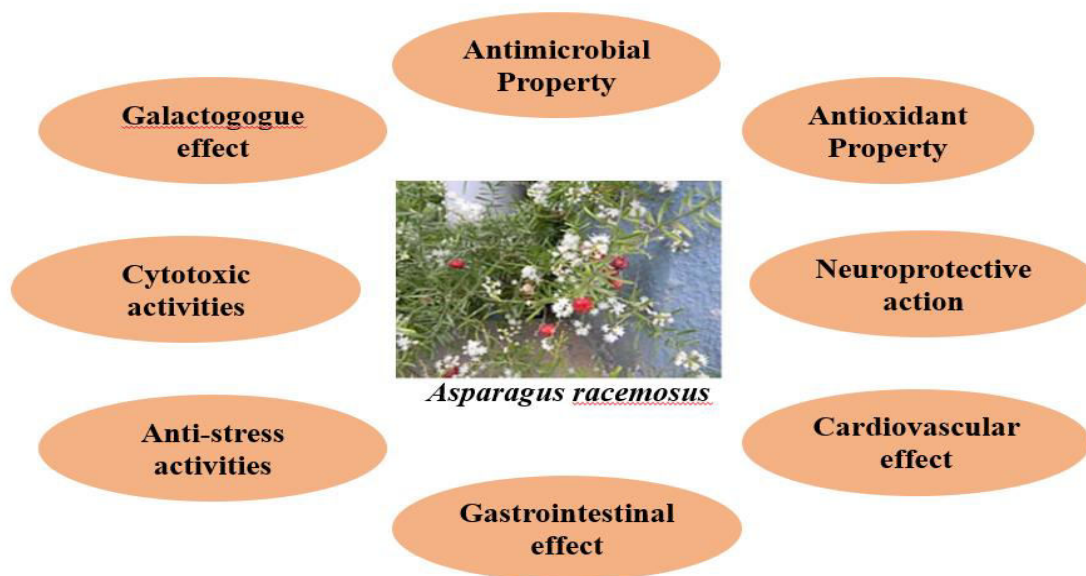 Antimicrobial
Property
Galactogogue
effect
Antioxidant
Property
Cytotoxic
activities
Neuroprotective
action
Asparagus racemosus
Anti-stress
activities
Cardiovascular
effect
Gastrointestinal
effect